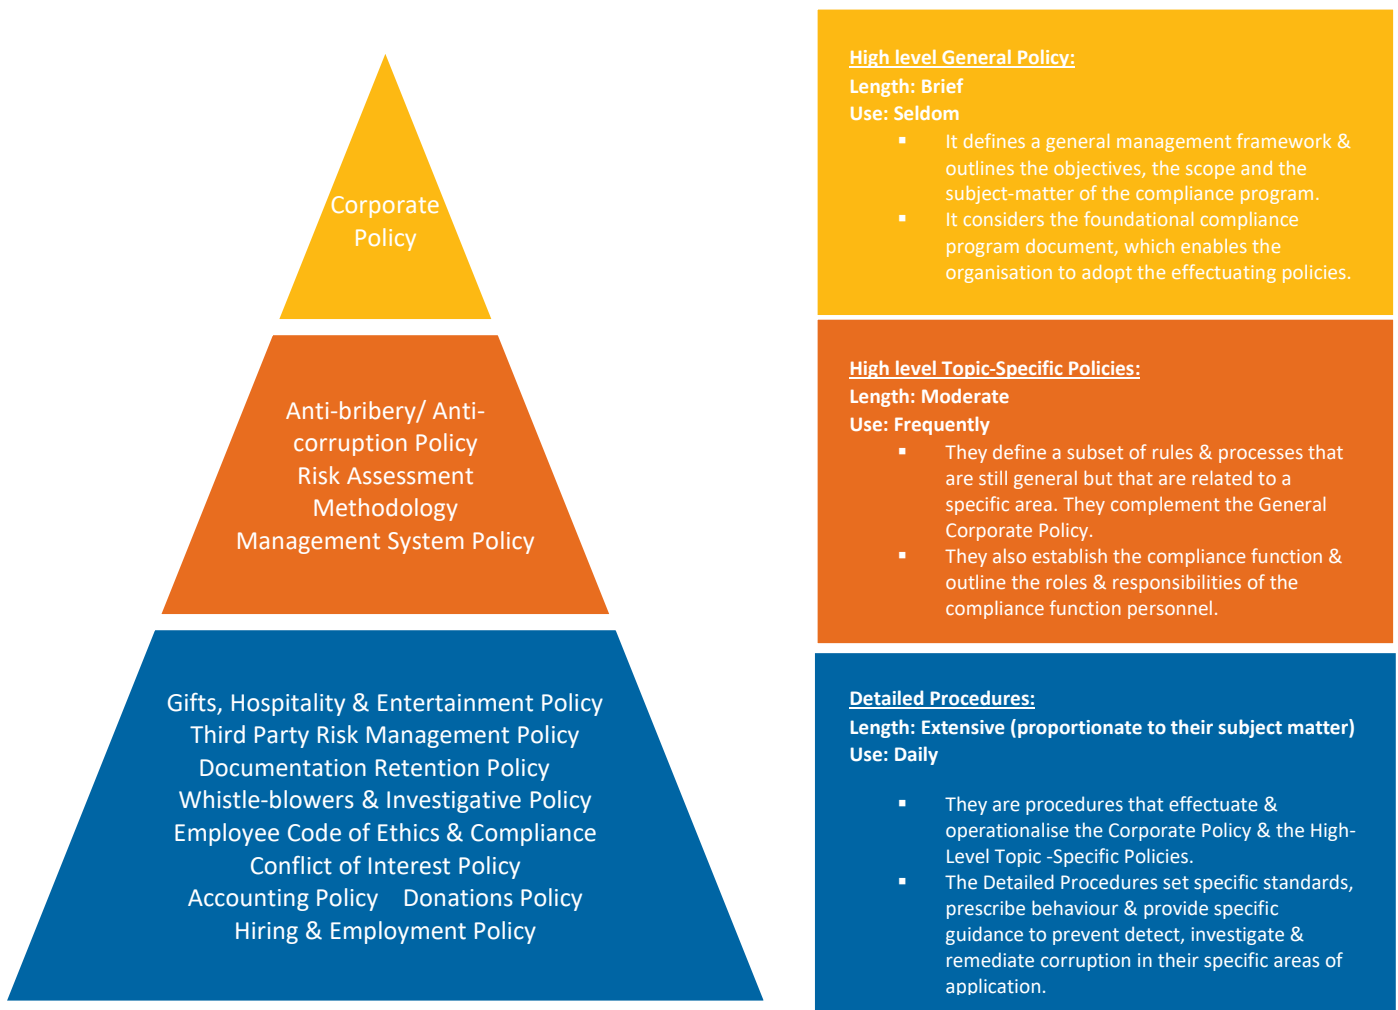 Corporate
Policy
Anti-bribery/ Anti-
corruption Policy
Risk Assessment
Methodology
Management System Policy
Gifts, Hospitality & Entertainment Policy
Third Party Risk Management Policy
Documentation Retention Policy
Whistle-blowers & Investigative Policy
Employee Code of Ethics & Compliance
Conflict of Interest Policy
Accounting Policy    Donations Policy
Hiring & Employment Policy
High level General Policy:
Length: Brief
Use: Seldom
▪ It defines a general management framework &
outlines the objectives, the scope and the
subject-matter of the compliance program.
▪ It considers the foundational compliance
program document, which enables the
organisation to adopt the effectuating policies.
High level Topic-Specific Policies:
Length: Moderate
Use: Frequently
▪ They define a subset of rules & processes that
are still general but that are related to a
specific area. They complement the General
Corporate Policy.
▪ They also establish the compliance function &
outline the roles & responsibilities of the
compliance function personnel.
Detailed Procedures:
Length: Extensive (proportionate to their subject matter)
Use: Daily
▪ They are procedures that effectuate &
operationalise the Corporate Policy & the High-
Level Topic -Specific Policies.
▪ The Detailed Procedures set specific standards,
prescribe behaviour & provide specific
guidance to prevent detect, investigate &
remediate corruption in their specific areas of
application.